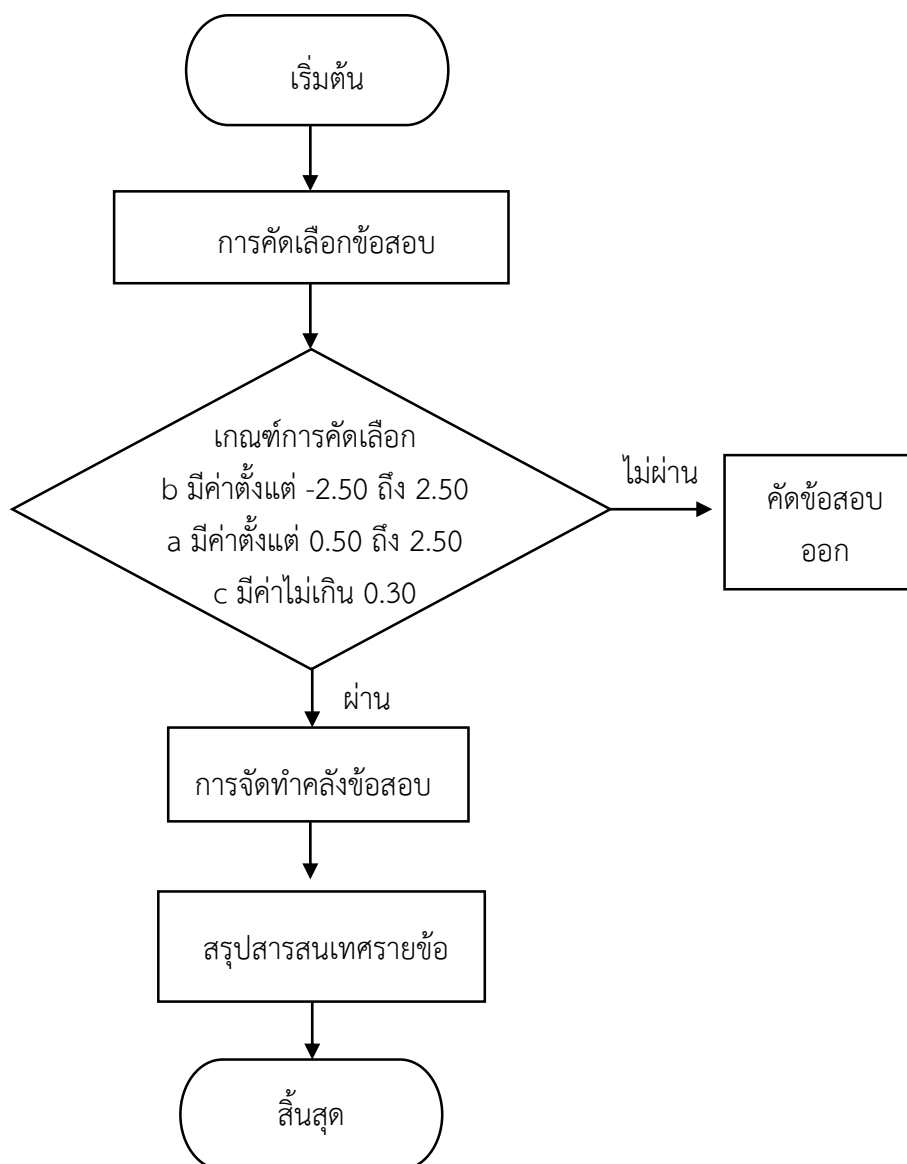 เริ่มต้น
การคัดเลือกข้อสอบ
เกณฑ์การคัดเลือก
b มีค่าตั้งแต่ -2.50 ถึง 2.50
a มีค่าตั้งแต่ 0.50 ถึง 2.50
c มีค่าไม่เกิน 0.30
ไม่ผ่าน
คัดข้อสอบ
ออก
ผ่าน
การจัดทำคลังข้อสอบ
สรุปสารสนเทศรายข้อ
สิ้นสุด